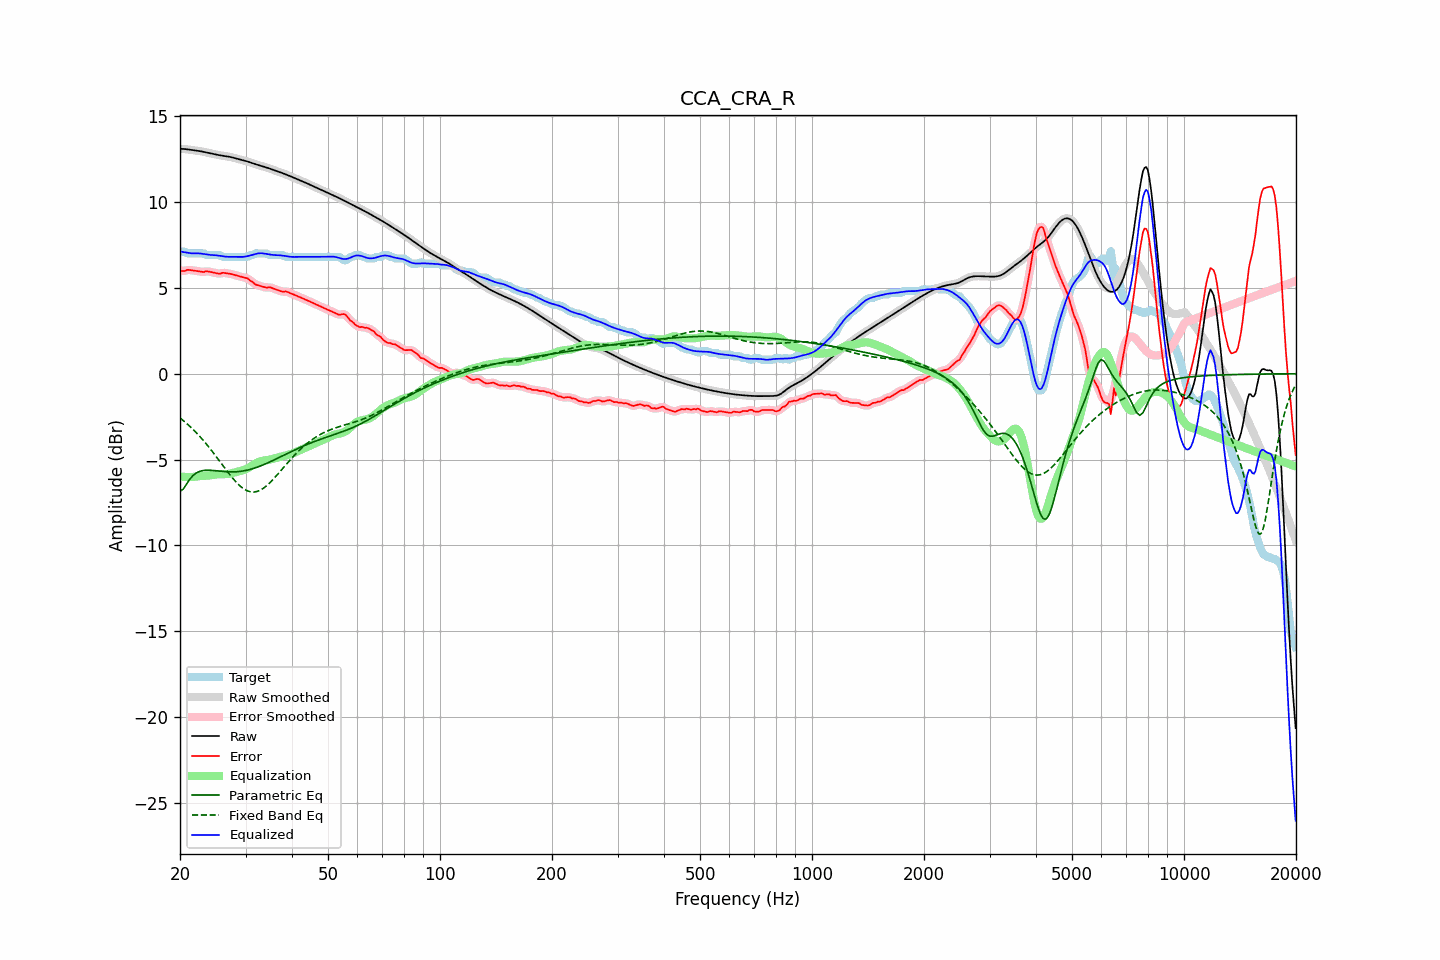 CCA_CRA_R
Amplitude (dBr)
15
10
5
0
−5
−10
−15
−20
−25
Target
Raw Smoothed
Error Smoothed
Raw
Error
Equalization
Parametric Eq
Fixed Band Eq
Equalized
20 50 100 200 500 1000 2000 5000 10000 20000
Frequency (Hz)